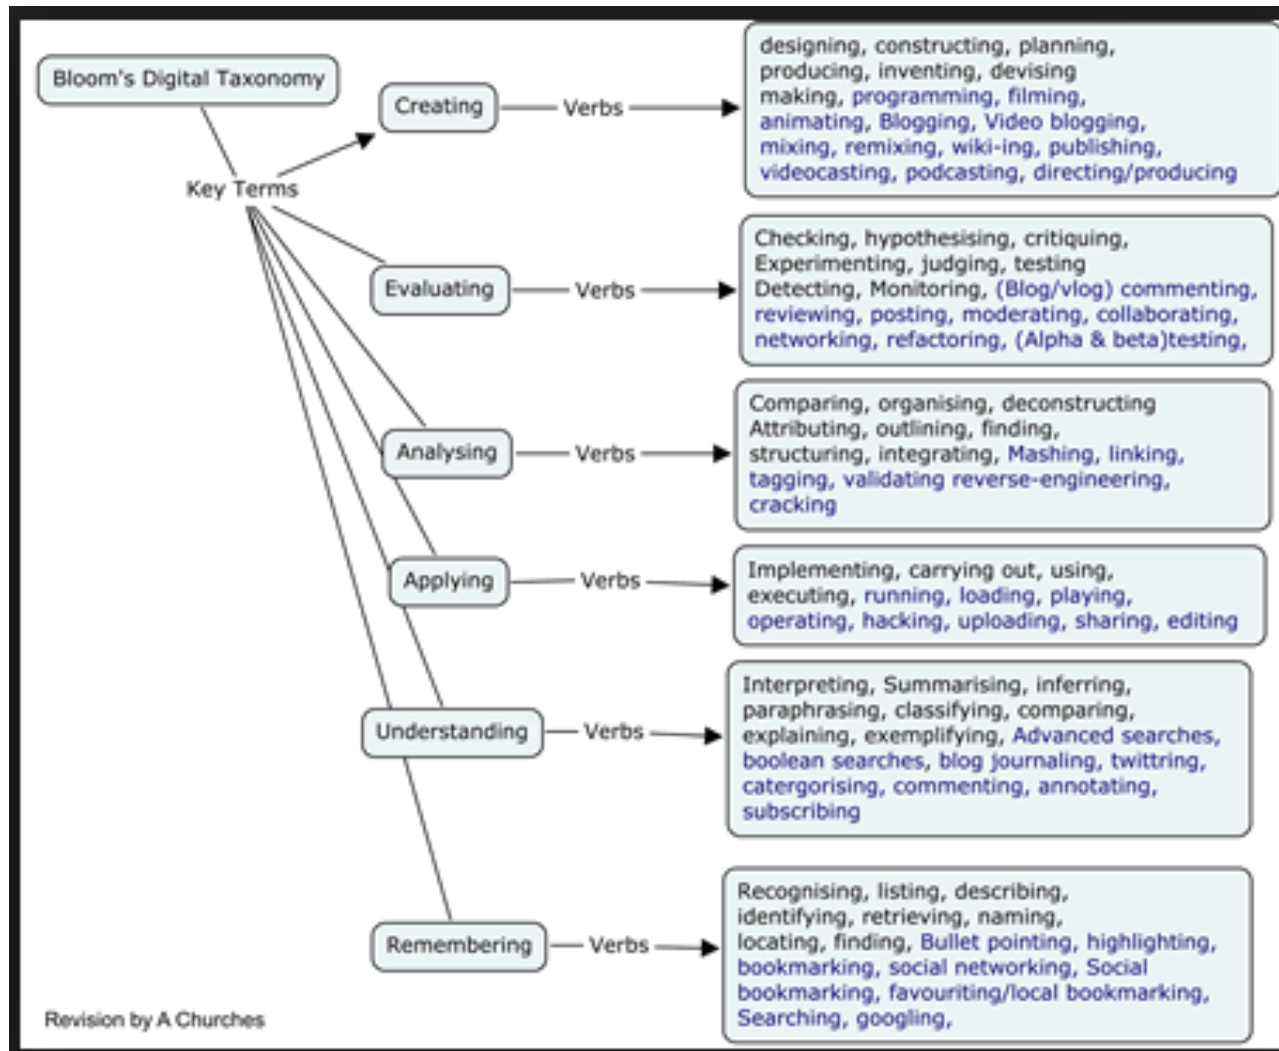 Bloom's Digital Taxonomy
Key Terms
Creating
Verbs
designing, constructing, planning,
producing, inventing, devising
making, programming, filming,
animating, Blogging, Video blogging,
mixing, remixing, wiki-ing, publishing,
videocasting, podcasting, directing/producing
Evaluating
Verbs
Checking, hypothesising, critiquing,
Experimenting, judging, testing
Detecting, Monitoring, (Blog/vlog) commenting,
reviewing, posting, moderating, collaborating,
networking, refactoring, (Alpha & beta)testing,
Analysing
Verbs
Comparing, organising, deconstructing
Attributing, outlining, finding,
structuring, integrating, Mashing, linking,
tagging, validating reverse-engineering,
cracking
Applying
Verbs
Implementing, carrying out, using,
executing, running, loading, playing,
operating, hacking, uploading, sharing, editing
Understanding
Verbs
Interpreting, Summarising, inferring,
paraphrasing, classifying, comparing,
explaining, exemplifying, Advanced searches,
boolean searches, blog journaling, twittring,
catergorising, commenting, annotating,
subscribing
Remembering
Verbs
Recognising, listing, describing,
identifying, retrieving, naming,
locating, finding, Bullet pointing, highlighting,
bookmarking, social networking, Social
bookmarking, favouriting/local bookmarking,
Searching, googling,
Revision by A Churches